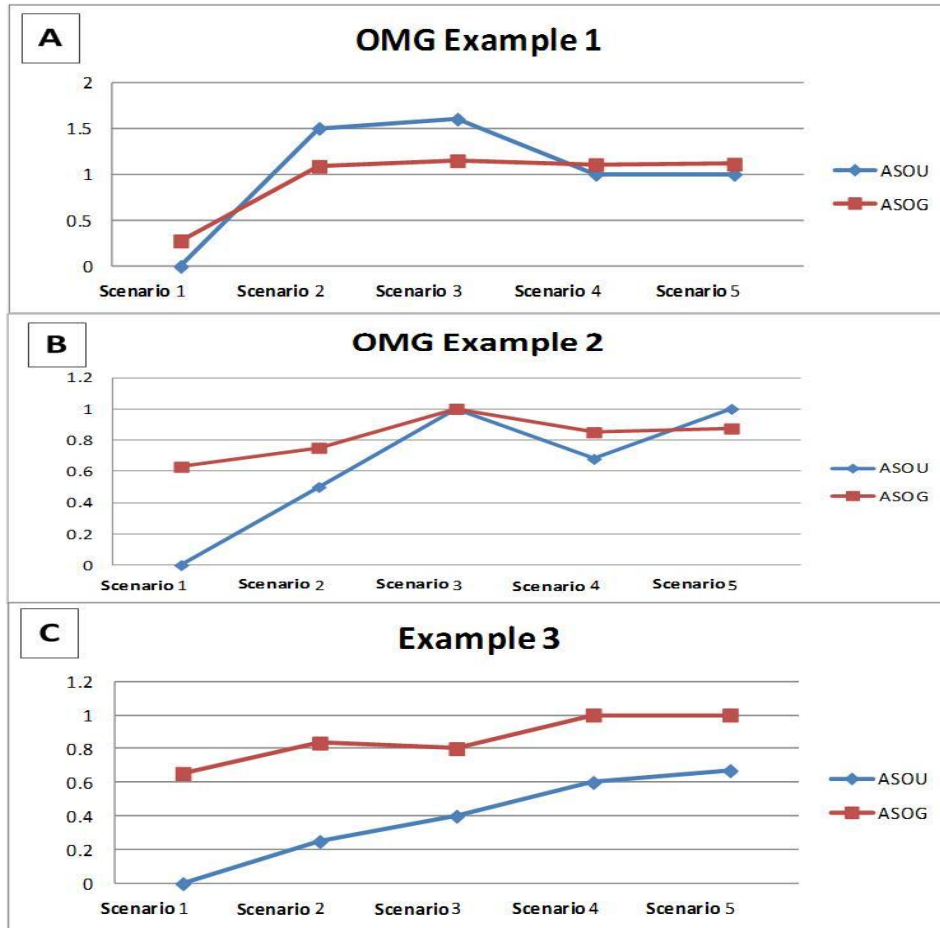 A
OMG Example 1
2
1.5
1
0.5
0
Scenario 1 Scenario 2 Scenario 3 Scenario 4 Scenario 5
ASOU
ASOG
B
OMG Example 2
1.2
1
0.8
0.6
0.4
0.2
0
Scenario 1 Scenario 2 Scenario 3 Scenario 4 Scenario 5
ASOU
ASOG
C
Example 3
1.2
1
0.8
0.6
0.4
0.2
0
Scenario 1 Scenario 2 Scenario 3 Scenario 4 Scenario 5
ASOU
ASOG